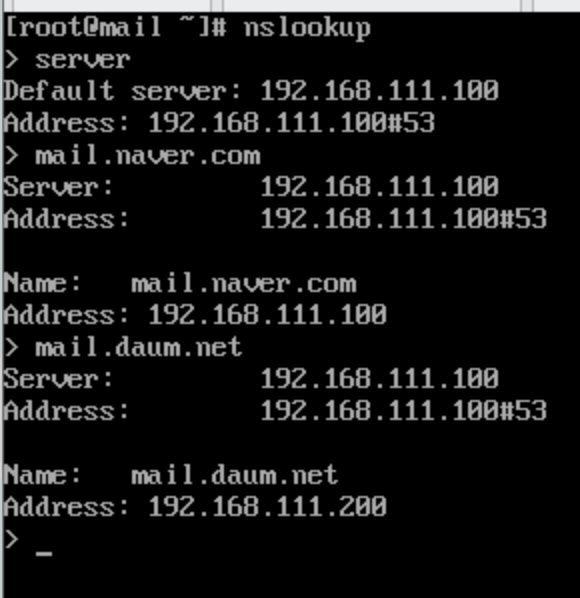 [root@mail ~]# nslookup
> server
Default server: 192.168.111.100
Address: 192.168.111.100#53
> mail.naver.com
Server:         192.168.111.100
Address:        192.168.111.100#53

Name:   mail.naver.com
Address: 192.168.111.100
> mail.daum.net
Server:         192.168.111.100
Address:        192.168.111.100#53

Name:   mail.daum.net
Address: 192.168.111.200
> _